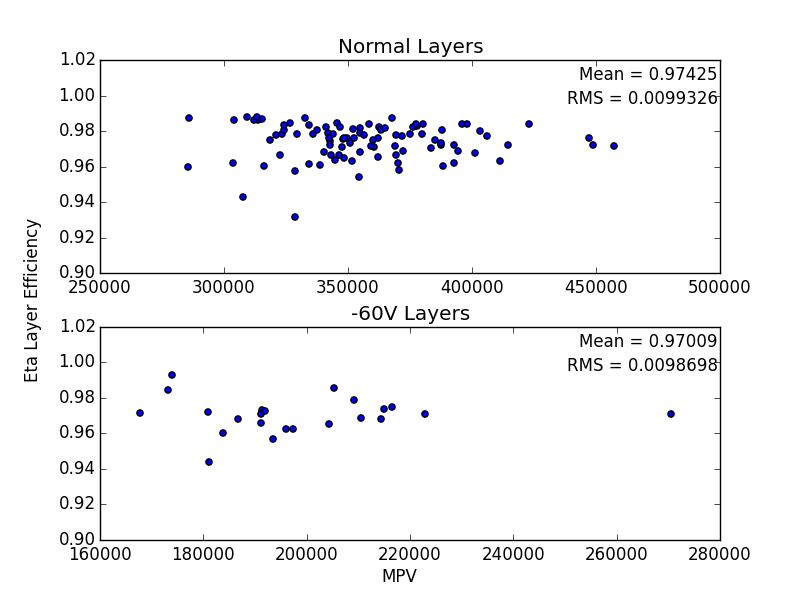 Normal Layers
Mean = 0.97425
RMS = 0.0099326
1.02
1.00
0.98
0.96
0.94
0.92
0.90
250000 300000 350000 400000 450000 500000
Eta Layer Efficiency
-60V Layers
Mean = 0.97009
RMS = 0.0098698
1.02
1.00
0.98
0.96
0.94
0.92
0.90
160000 180000 200000 220000 240000 260000 280000
MPV